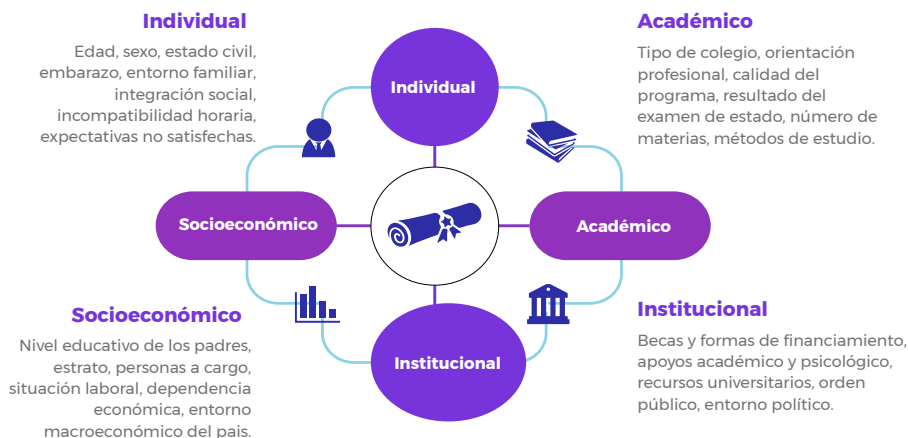 Individual
Edad, sexo, estado civil,
embarazo, entorno familiar,
integración social,
incompatibilidad horaria,
expectativas no satisfechas.
Académico
Tipo de colegio, orientación
profesional, calidad del
programa, resultado del
examen de estado, número de
materias, métodos de estudio.
Individual
Socioeconómico
Académico
Institucional
Socioeconómico
Nivel educativo de los padres,
estrato, personas a cargo,
situación laboral, dependencia
económica, entorno
macroeconómico del pais.
Institucional
Becas y formas de financiamiento,
apoyos académico y psicológico,
recursos universitarios, orden
público, entorno político.